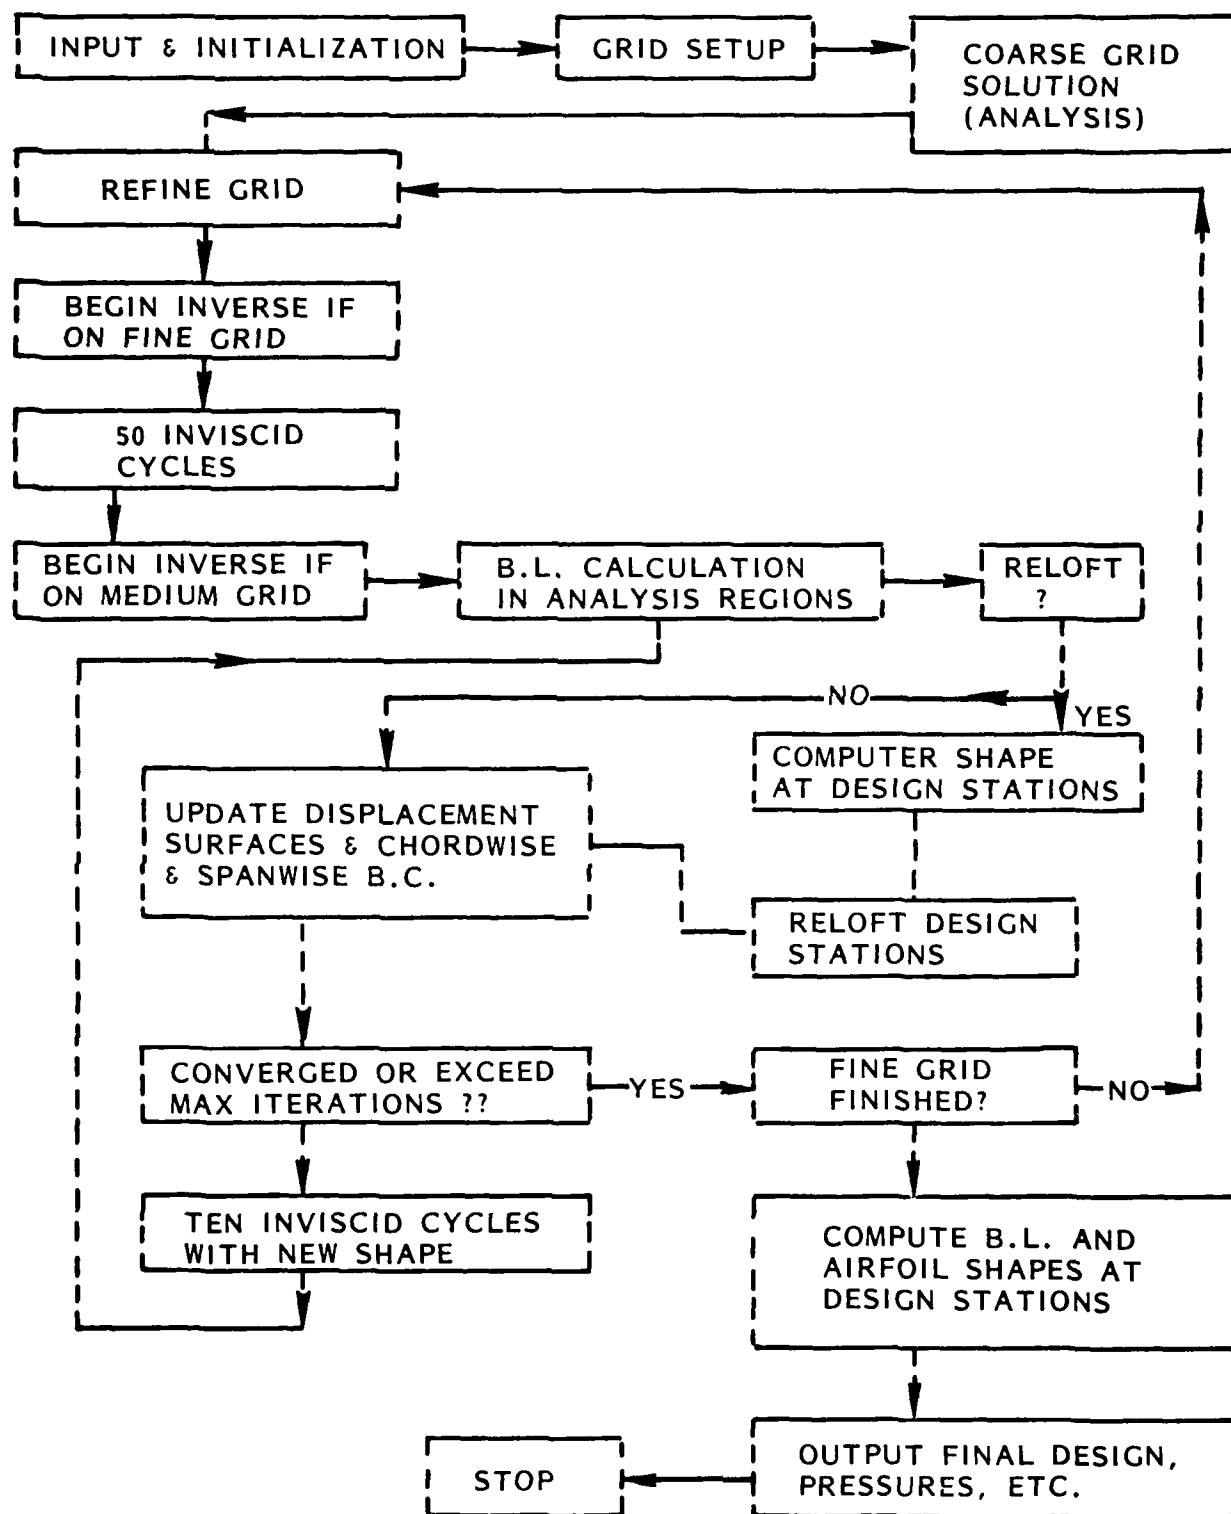 INPUT & INITIALIZATION
GRID SETUP
COARSE GRID
SOLUTION
(ANALYSIS)
REFINE GRID
BEGIN INVERSE IF
ON FINE GRID
50 INVISCID
CYCLES
BEGIN INVERSE IF
ON MEDIUM GRID
B.L. CALCULATION
IN ANALYSIS REGIONS
RELOFT
?
NO
YES
COMPUTER SHAPE
AT DESIGN STATIONS
UPDATE DISPLACEMENT
SURFACES & CHORDWISE
& SPANWISE B.C.
RELOFT DESIGN
STATIONS
CONVERGED OR EXCEED
MAX ITERATIONS ??
YES
FINE GRID
FINISHED?
NO
TEN INVISCID CYCLES
WITH NEW SHAPE
COMPUTE B.L. AND
AIRFOIL SHAPES AT
DESIGN STATIONS
OUTPUT FINAL DESIGN,
PRESSURES, ETC.
STOP